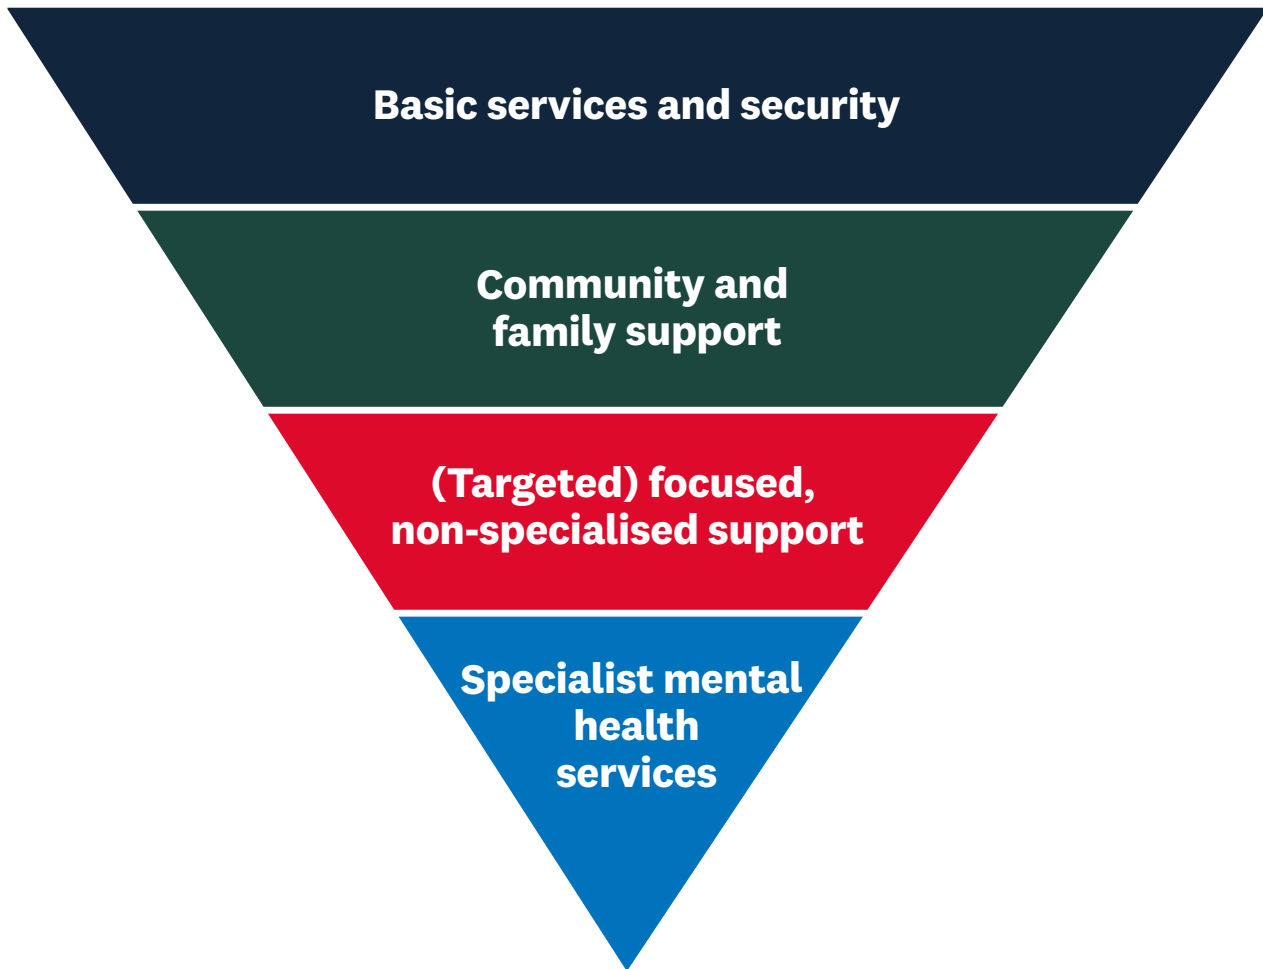 Basic services and security
Community and
family support
(Targeted) focused,
non-specialised support
Specialist mental
health
services